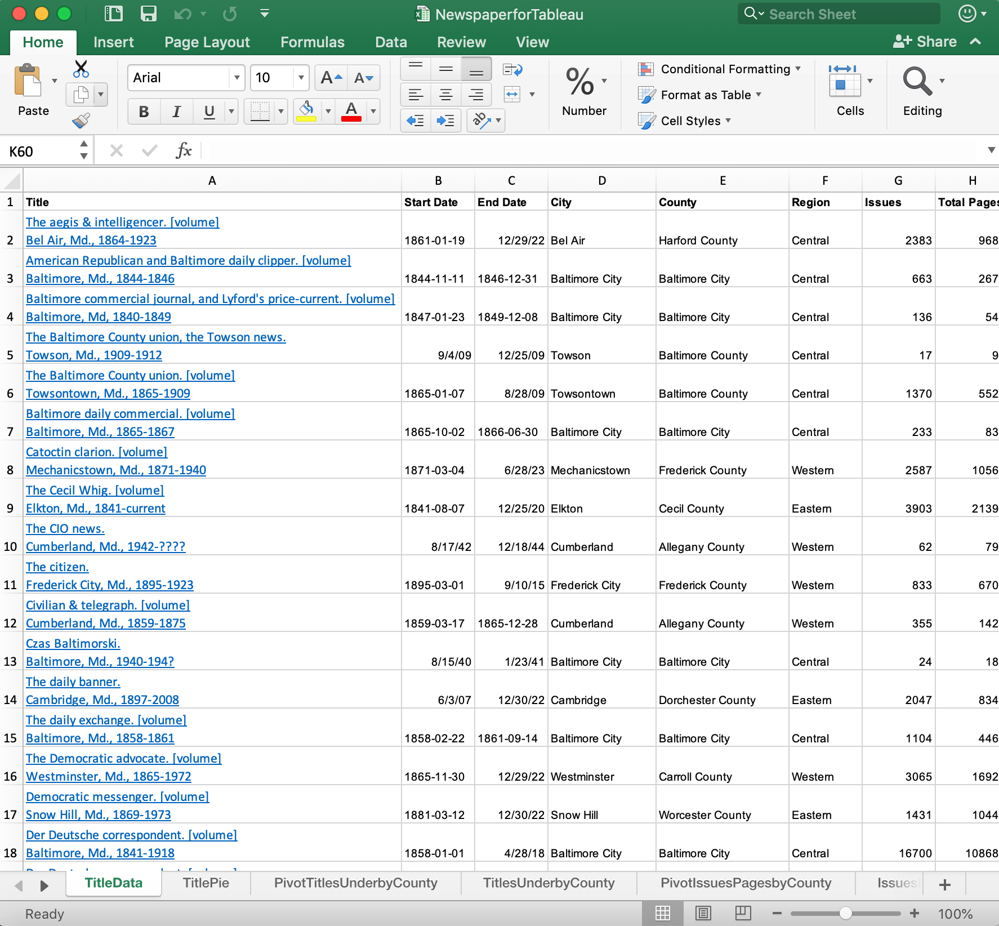 NewspaperforTableau
Search Sheet
Home Insert Page Layout Formulas Data Review View Share
Paste
Arial 10 A A
B I U A
ab
% Number
Conditional Formatting
Format as Table
Cell Styles
Cells
Editing
K60 fx
A B C D E F G H
1 Title Start Date End Date City County Region Issues Total Pages
The aegis & intelligencer. [volume]
2 Bel Air, Md., 1864-1923 1861-01-19 12/29/22 Bel Air Harford County Central 2383 968
American Republican and Baltimore daily clipper. [volume]
3 Baltimore, Md., 1844-1846 1844-11-11 1846-12-31 Baltimore City Baltimore City Central 663 267
Baltimore commercial journal, and Lyford's price-current. [volume]
4 Baltimore, Md, 1840-1849 1847-01-23 1849-12-08 Baltimore City Baltimore City Central 136 54
The Baltimore County union, the Towson news.
5 Towson, Md., 1909-1912 9/4/09 12/25/09 Towson Baltimore County Central 17 9
The Baltimore County union. [volume]
6 Towsontown, Md., 1865-1909 1865-01-07 8/28/09 Towsontown Baltimore County Central 1370 552
Baltimore daily commercial. [volume]
7 Baltimore, Md., 1865-1867 1865-10-02 1866-06-30 Baltimore City Baltimore City Central 233 83
Catoctin clarion. [volume]
8 Mechanicstown, Md., 1871-1940 1871-03-04 6/28/23 Mechanicstown Frederick County Western 2587 1056
The Cecil Whig. [volume]
9 Elkton, Md., 1841-current 1841-08-07 12/25/20 Elkton Cecil County Eastern 3903 2139
The CIO news.
10 Cumberland, Md., 1942-???? 8/17/42 12/18/44 Cumberland Allegany County Western 62 79
The citizen.
11 Frederick City, Md., 1895-1923 1895-03-01 9/10/15 Frederick City Frederick County Western 833 670
Civilian & telegraph. [volume]
12 Cumberland, Md., 1859-1875 1859-03-17 1865-12-28 Cumberland Allegany County Western 355 142
Czas Baltimorski.
13 Baltimore, Md., 1940-194? 8/15/40 1/23/41 Baltimore City Baltimore City Central 24 18
The daily banner.
14 Cambridge, Md., 1897-2008 6/3/07 12/30/22 Cambridge Dorchester County Eastern 2047 834
The daily exchange. [volume]
15 Baltimore, Md., 1858-1861 1858-02-22 1861-09-14 Baltimore City Baltimore City Central 1104 446
The Democratic advocate. [volume]
16 Westminster, Md., 1865-1972 1865-11-30 12/29/22 Westminster Carroll County Western 3065 1692
Democratic messenger. [volume]
17 Snow Hill, Md., 1869-1973 1881-03-12 12/30/22 Snow Hill Worcester County Eastern 1431 1044
Der Deutsche correspondent. [volume]
18 Baltimore, Md., 1841-1918 1858-01-01 4/28/18 Baltimore City Baltimore City Central 16700 10868
TitleData TitlePie PivotTitlesUnderbyCounty TitlesUnderbyCounty PivotIssuesPagesbyCounty Issues +
Ready 100%